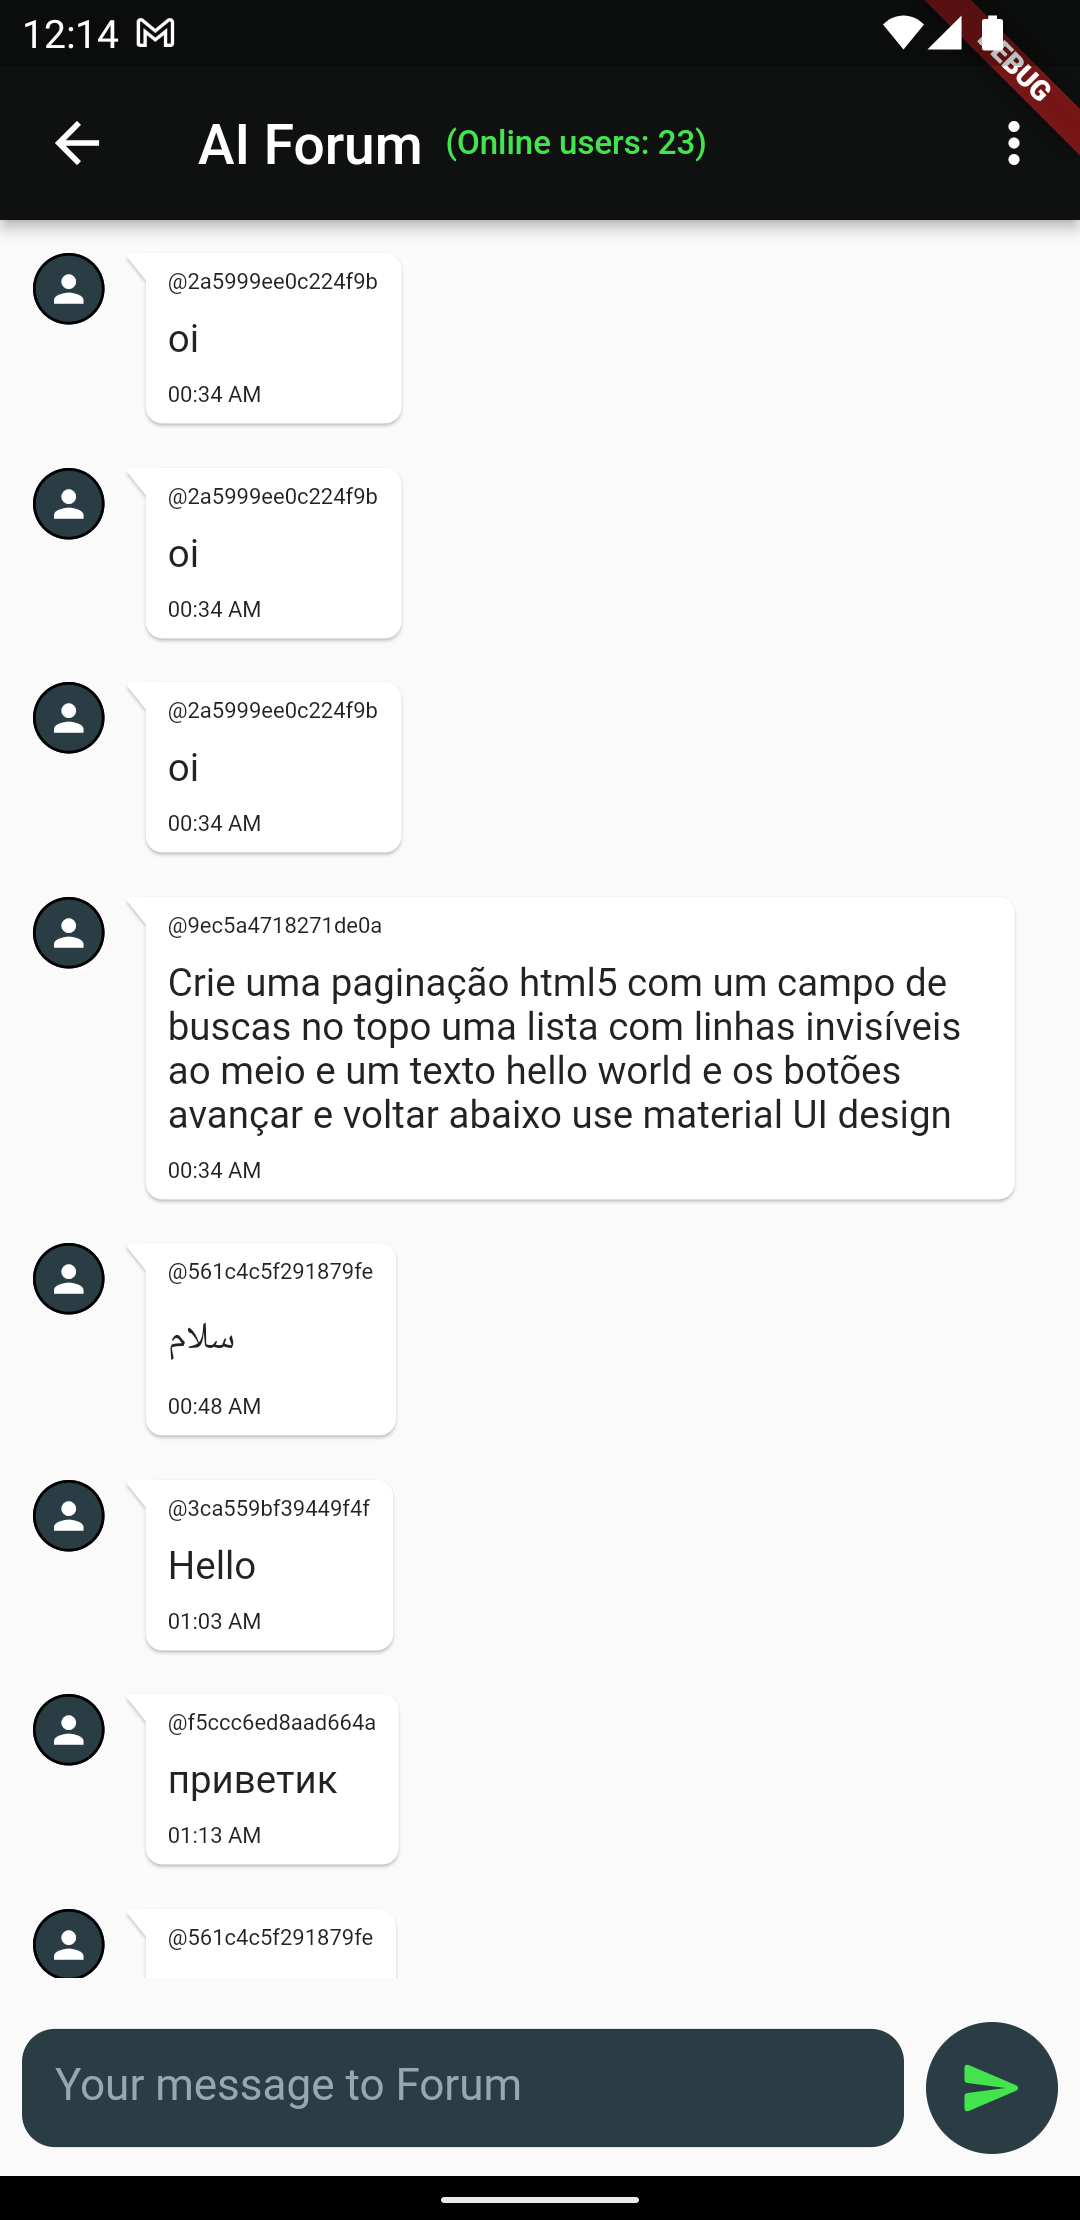 12:14
DEBUG
AI Forum (Online users: 23)
@2a5999ee0c224f9b
oi
00:34 AM
@2a5999ee0c224f9b
oi
00:34 AM
@2a5999ee0c224f9b
oi
00:34 AM
@9ec5a4718271de0a
Crie uma paginação html5 com um campo de
buscas no topo uma lista com linhas invisíveis
ao meio e um texto hello world e os botões
avançar e voltar abaixo use material UI design
00:34 AM
@561c4c5f291879fe
سلام
00:48 AM
@3ca559bf39449f4f
Hello
01:03 AM
@f5ccc6ed8aad664a
приветик
01:13 AM
@561c4c5f291879fe
Your message to Forum